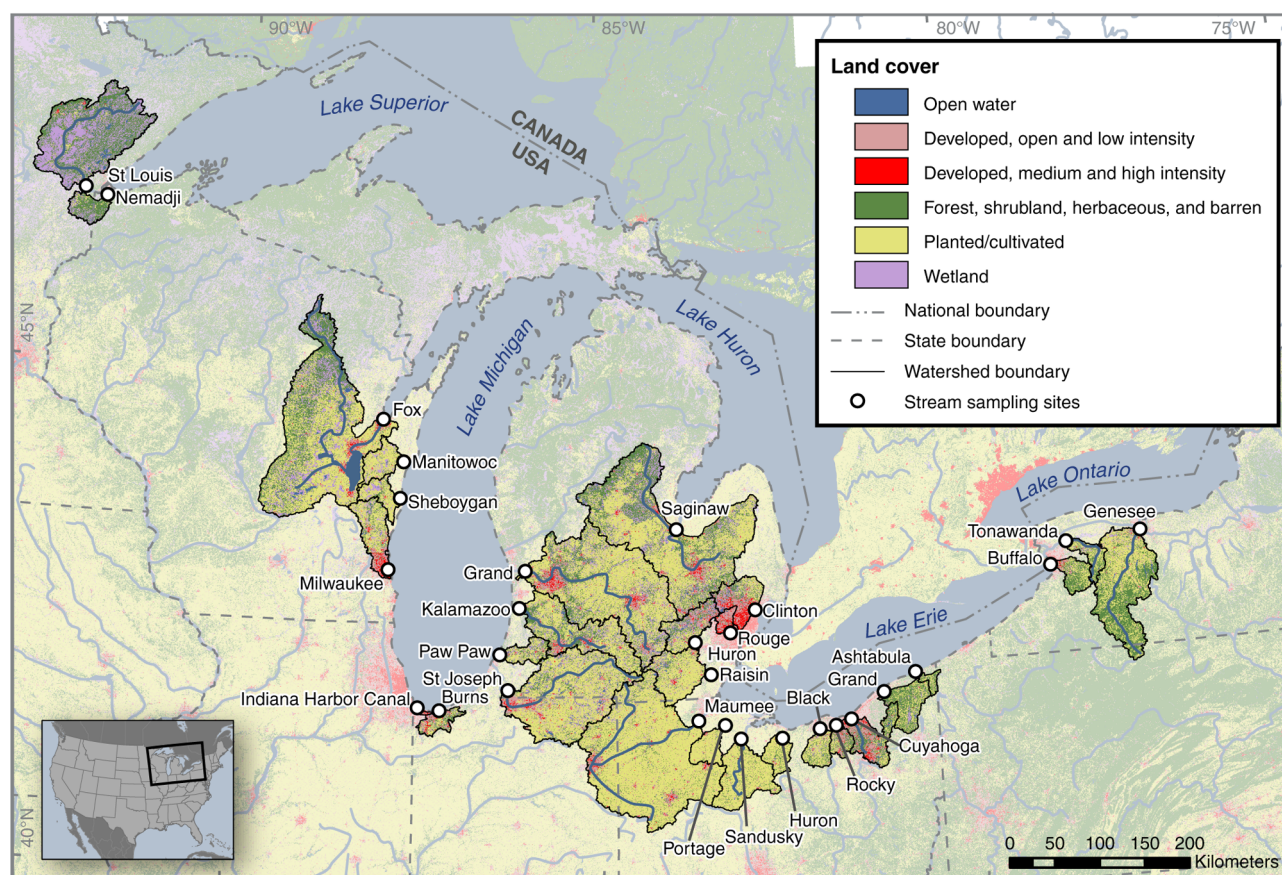 90°W
85°W
80°W
75°W
45°N
40°N
Lake Superior
CANADA
USA
St Louis
Nemadji
Lake Michigan
Lake Huron
Land cover
Open water
Developed, open and low intensity
Developed, medium and high intensity
Forest, shrubland, herbaceous, and barren
Planted/cultivated
Wetland
National boundary
State boundary
Watershed boundary
Stream sampling sites
Fox
Manitowoc
Sheboygan
Milwaukee
Saginaw
Grand
Kalamazoo
Paw Paw
St Joseph
Indiana Harbor Canal
Burns
Clinton
Rouge
Huron
Raisin
Maumee
Lake Erie
Lake Ontario
Tonawanda
Genesee
Buffalo
Ashtabula
Grand
Black
Cuyahoga
Rocky
Huron
Sandusky
Portage
0 50 100 150 200
Kilometers